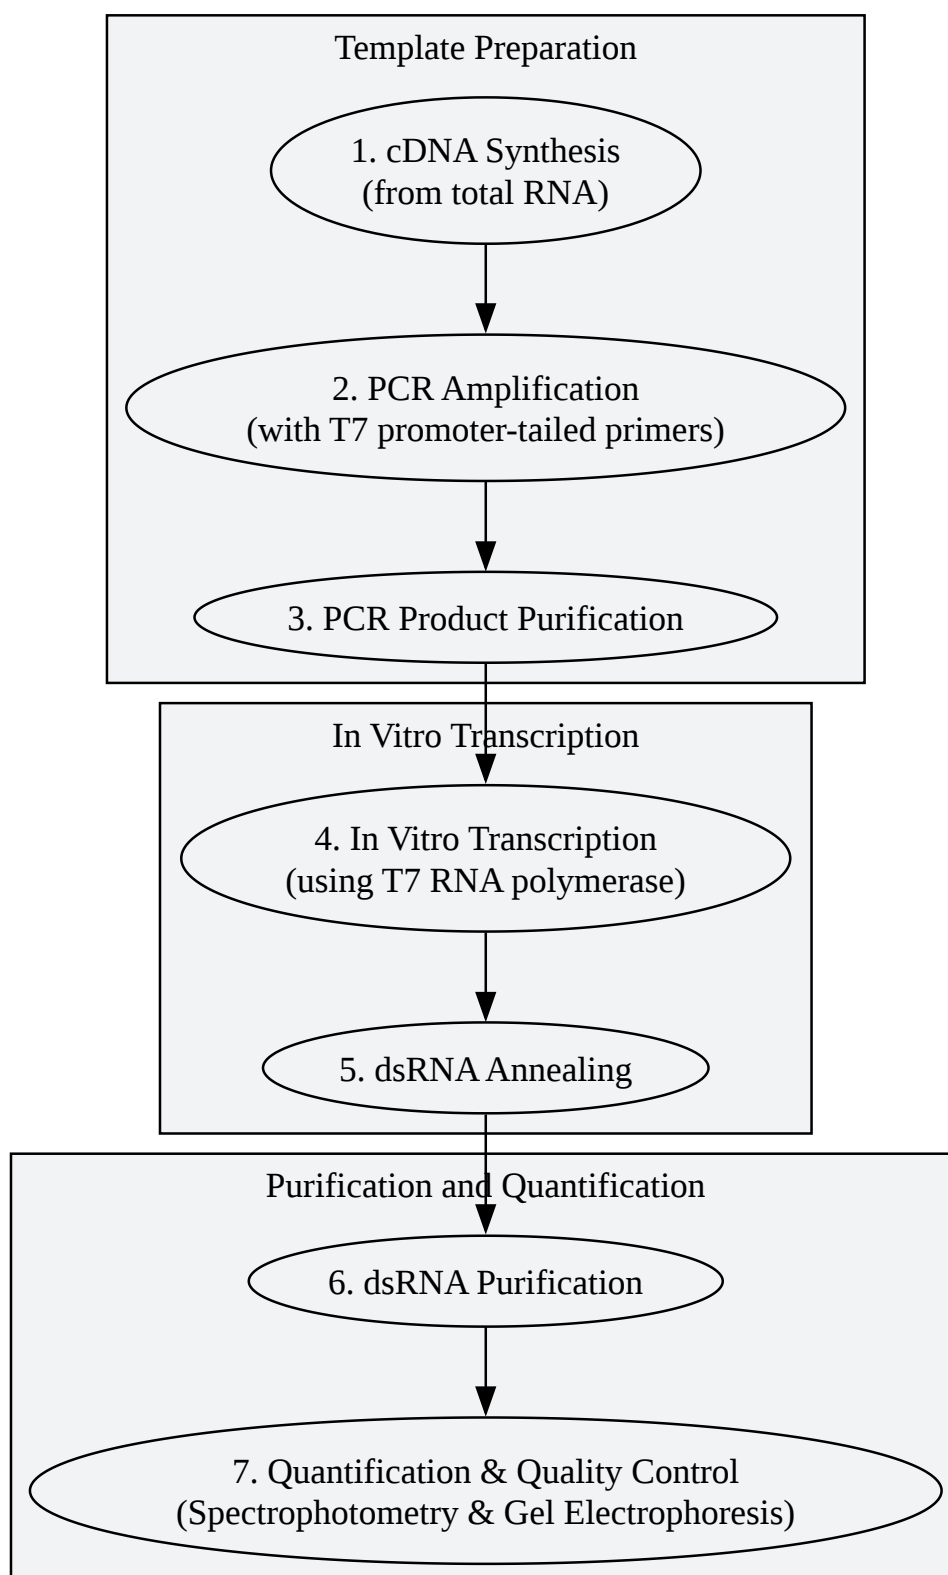 Template Preparation
1. cDNA Synthesis
(from total RNA)
2. PCR Amplification
(with T7 promoter-tailed primers)
3. PCR Product Purification
In Vitro Transcription
4. In Vitro Transcription
(using T7 RNA polymerase)
5. dsRNA Annealing
Purification and Quantification
6. dsRNA Purification
7. Quantification & Quality Control
(Spectrophotometry & Gel Electrophoresis)